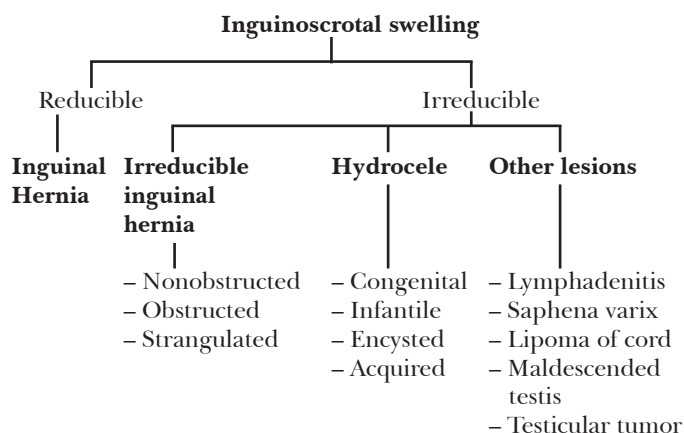 Inguinoscrotal swelling
Reducible
Irreducible
Inguinal
Hernia
Irreducible
inguinal
hernia
– Nonobstructed
– Obstructed
– Strangulated
Hydrocele
– Congenital
– Infantile
– Encysted
– Acquired
Other lesions
– Lymphadenitis
– Saphena varix
– Lipoma of cord
– Maldescended
testis
– Testicular tumor